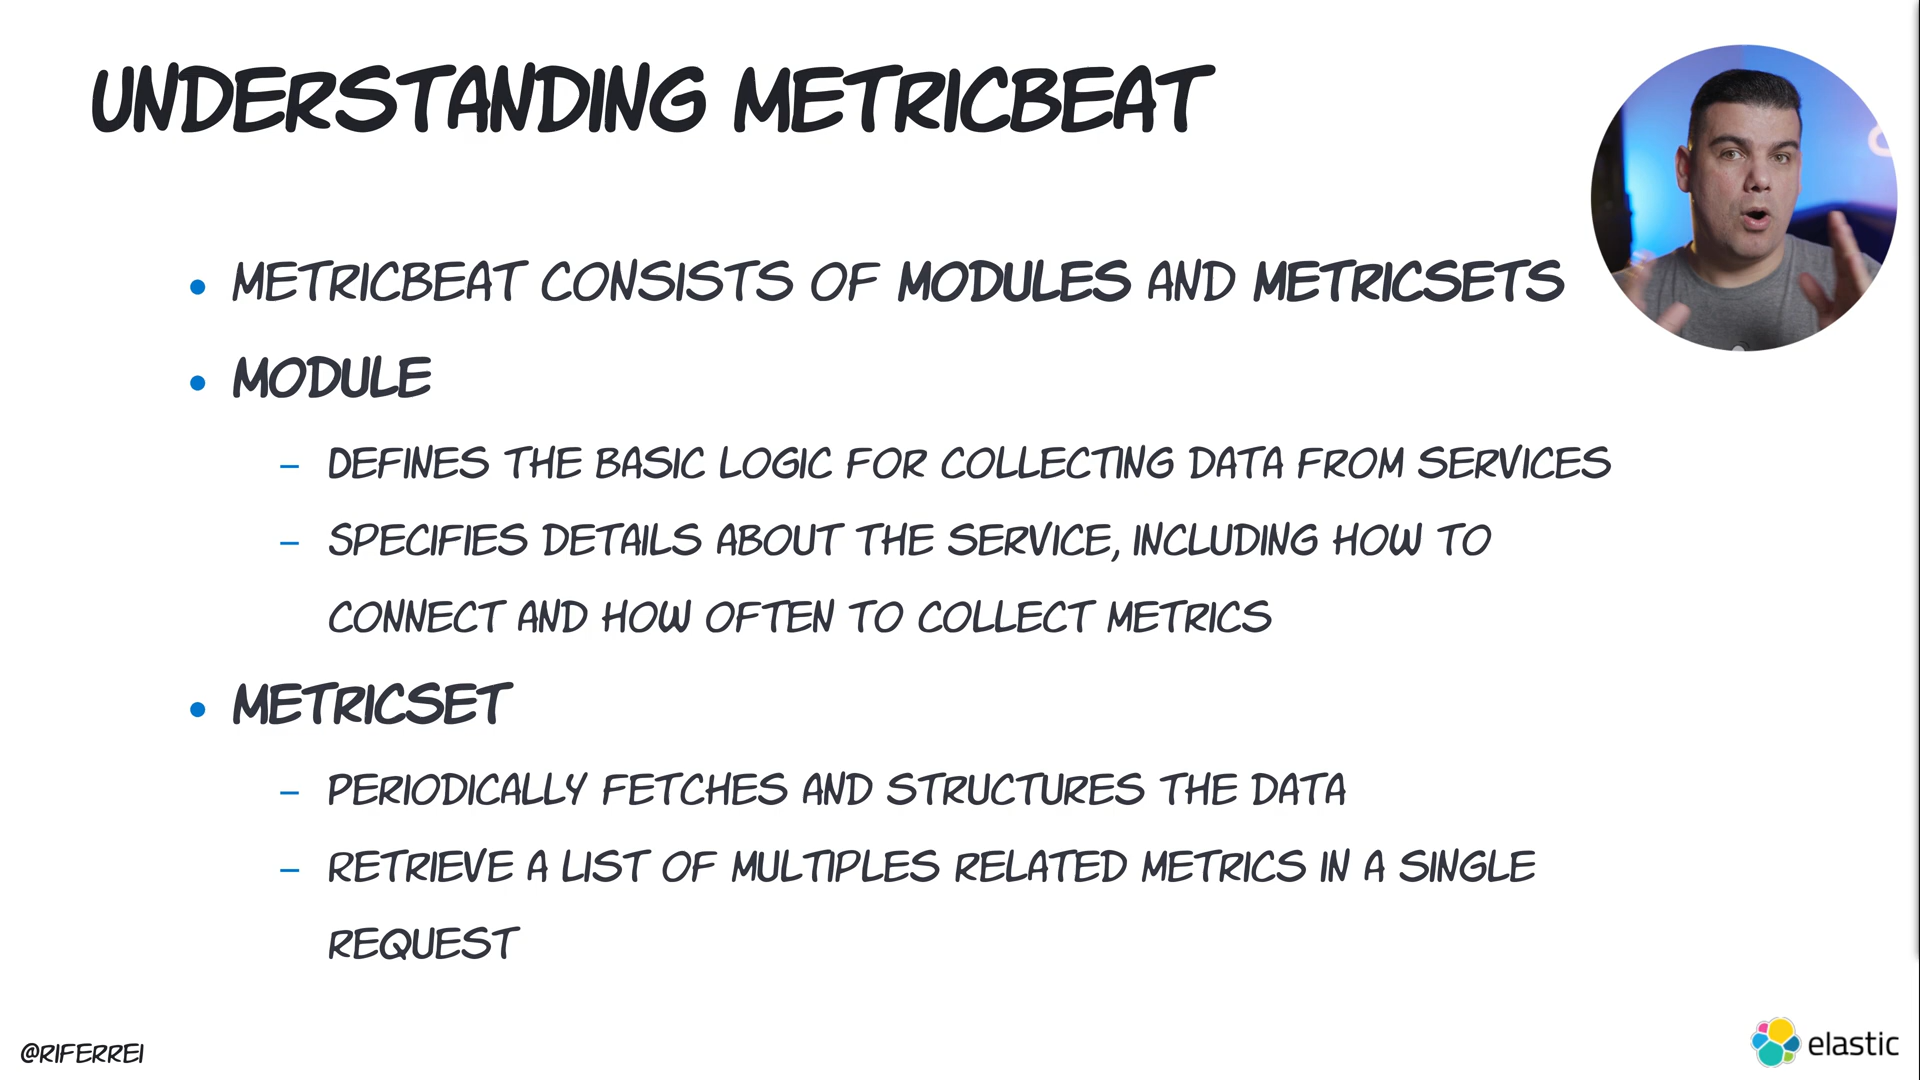 UNDERSTANDING METRICBEAT
• METRICBEAT CONSISTS OF MODULES AND METRICSETS
• MODULE
– DEFINES THE BASIC LOGIC FOR COLLECTING DATA FROM SERVICES
– SPECIFIES DETAILS ABOUT THE SERVICE, INCLUDING HOW TO
CONNECT AND HOW OFTEN TO COLLECT METRICS
• METRICSET
– PERIODICALLY FETCHES AND STRUCTURES THE DATA
– RETRIEVE A LIST OF MULTIPLES RELATED METRICS IN A SINGLE
REQUEST
@RIFERREI
elastic